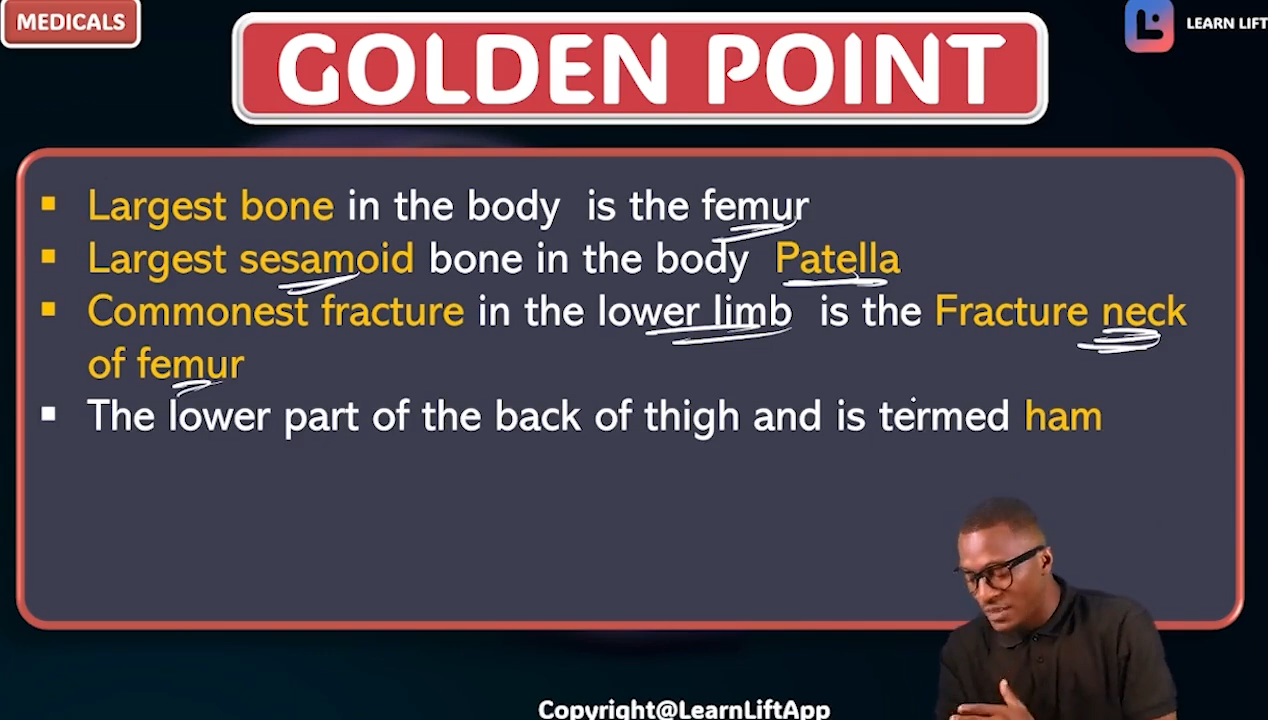 MEDICALS
LEARN LIFT
GOLDEN POINT
Largest bone in the body is the femur
Largest sesamoid bone in the body Patella
Commonest fracture in the lower limb is the Fracture neck
of femur
The lower part of the back of thigh and is termed ham
Copyright@LearnLiftApp